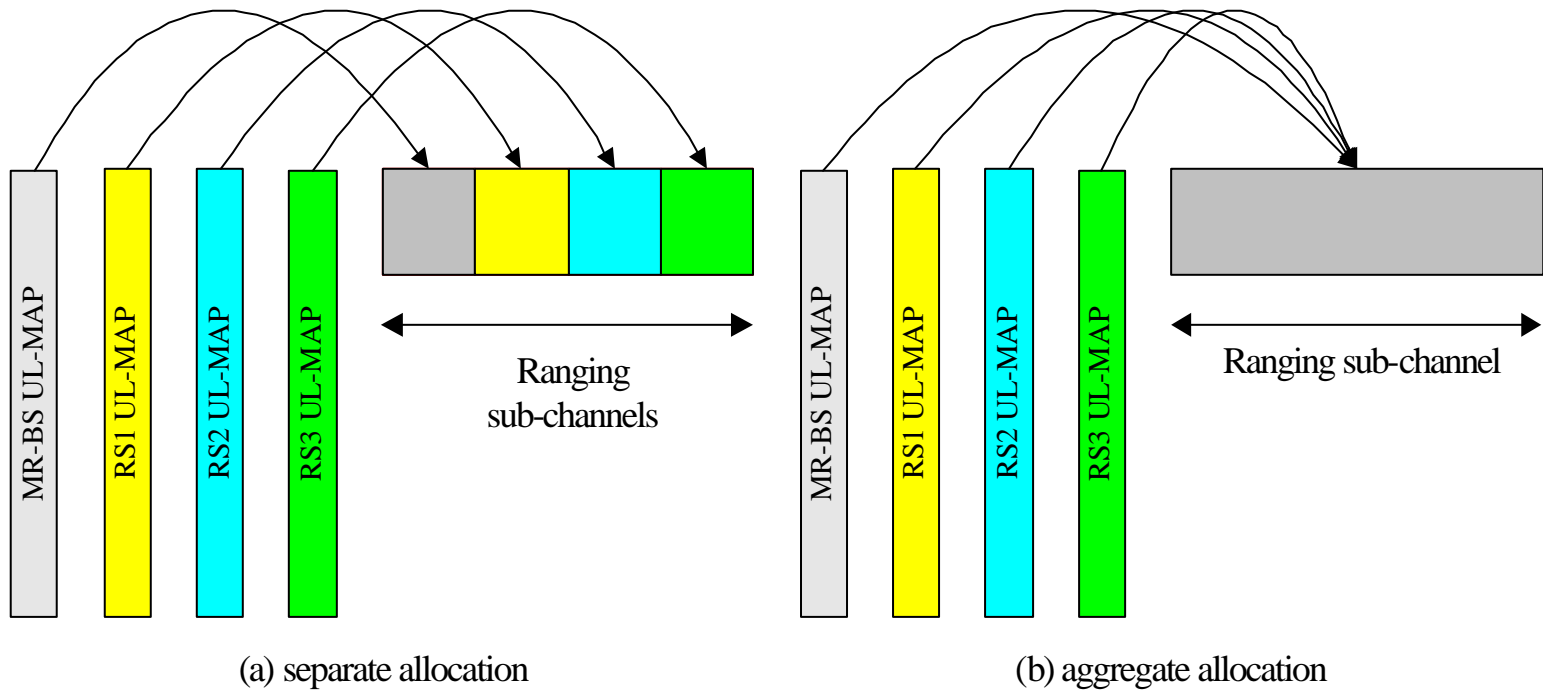 MR-BS UL-MAP
RS1 UL-MAP
RS2 UL-MAP
RS3 UL-MAP
Ranging
sub-channels
(a) separate allocation
MR-BS UL-MAP
RS1 UL-MAP
RS2 UL-MAP
RS3 UL-MAP
Ranging sub-channel
(b) aggregate allocation